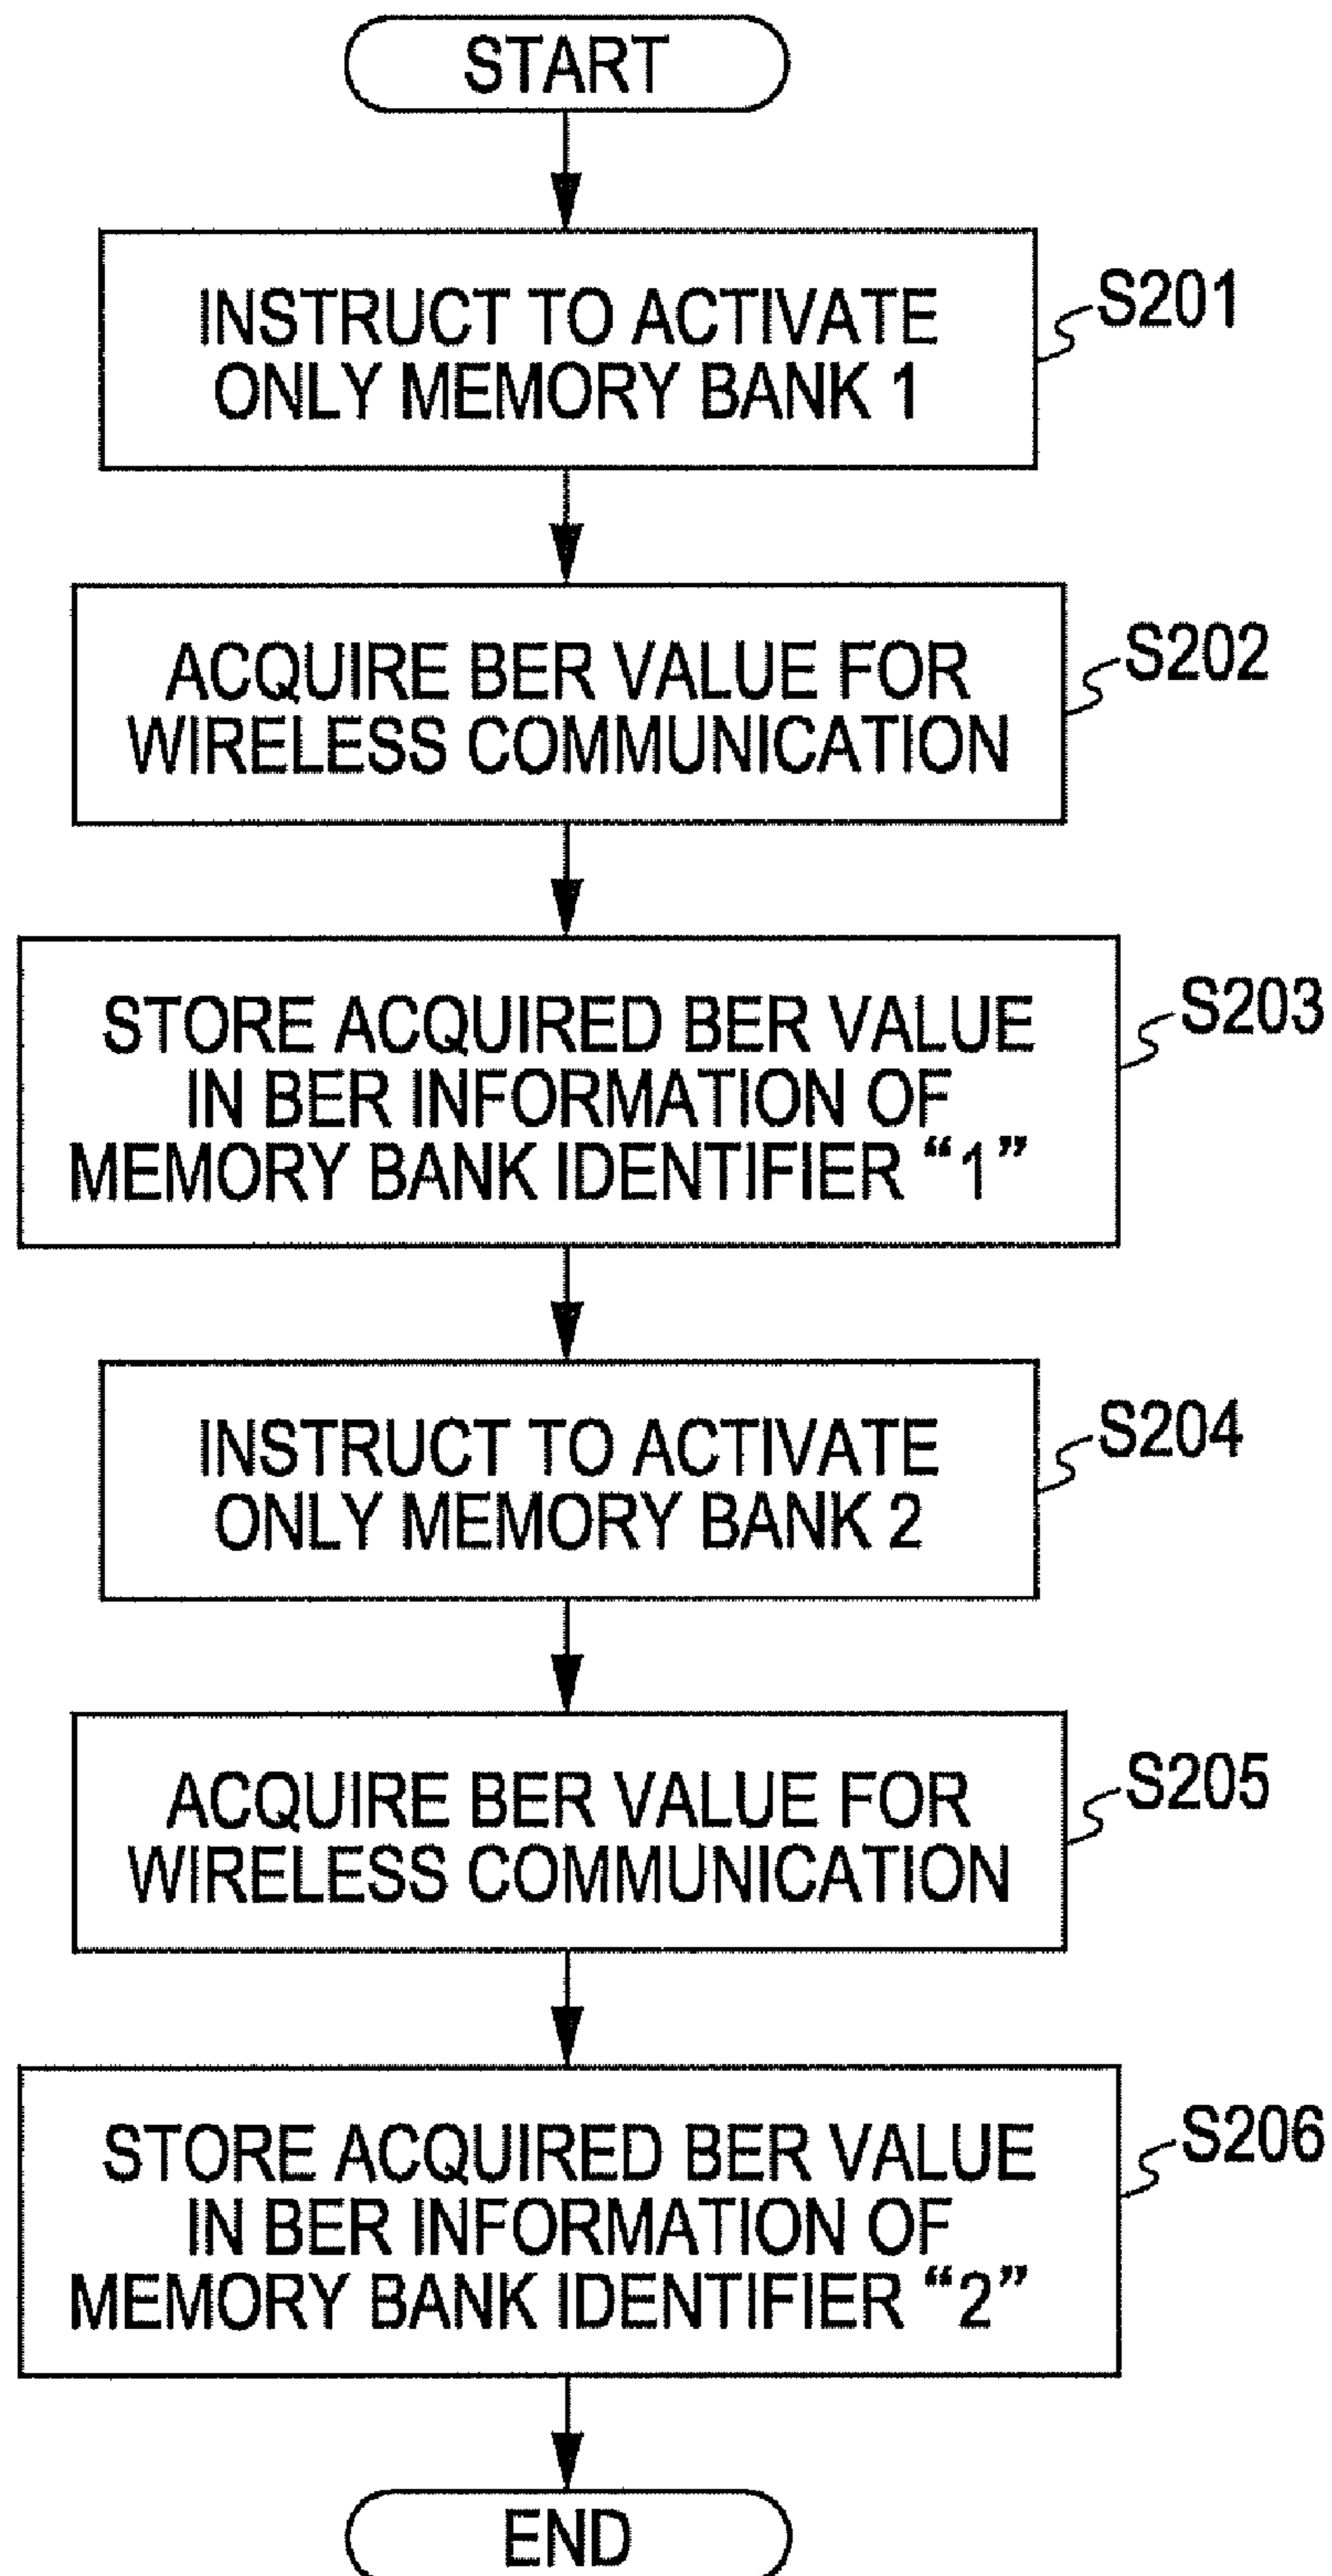 START
INSTRUCT TO ACTIVATE
ONLY MEMORY BANK 1
S201
ACQUIRE BER VALUE FOR
WIRELESS COMMUNICATION
S202
STORE ACQUIRED BER VALUE
IN BER INFORMATION OF
MEMORY BANK IDENTIFIER “1”
S203
INSTRUCT TO ACTIVATE
ONLY MEMORY BANK 2
S204
ACQUIRE BER VALUE FOR
WIRELESS COMMUNICATION
S205
STORE ACQUIRED BER VALUE
IN BER INFORMATION OF
MEMORY BANK IDENTIFIER “2”
S206
END